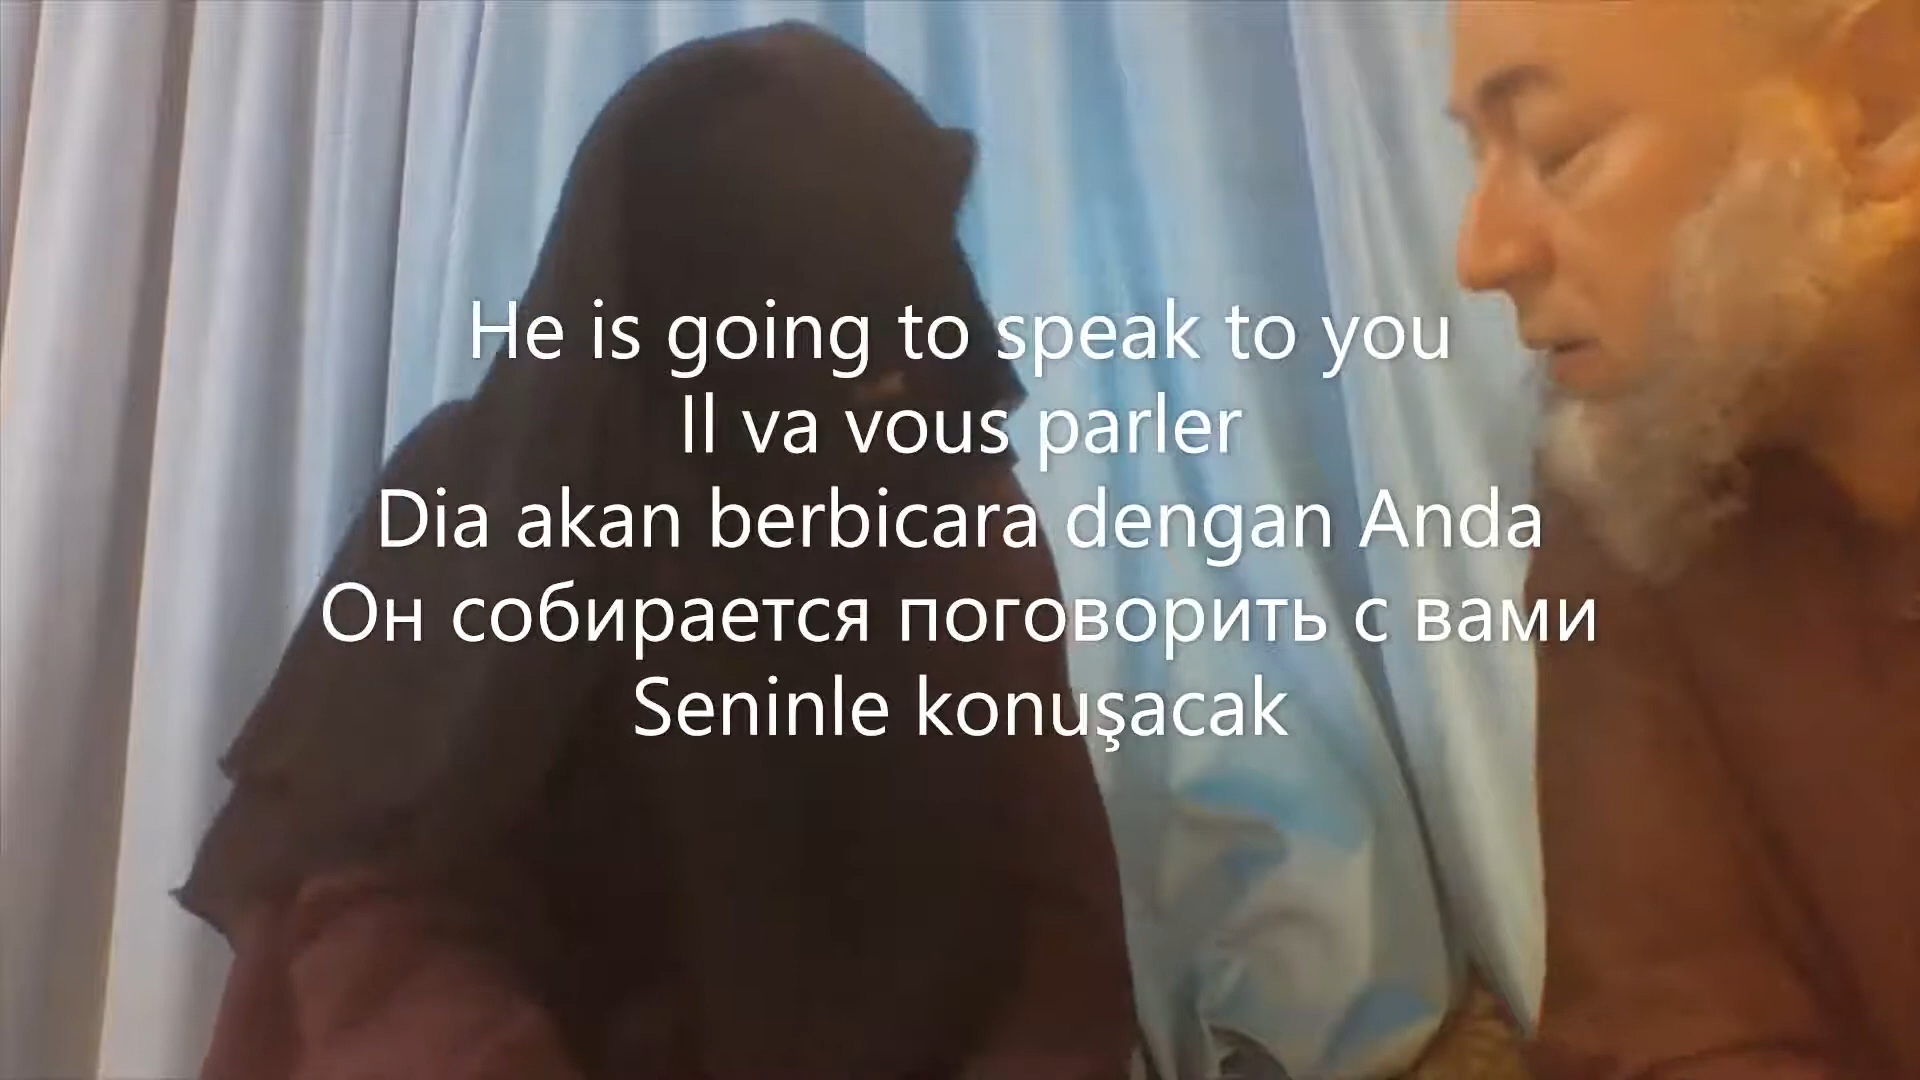 He is going to speak to you
Il va vous parler
Dia akan berbicara dengan Anda
Он собирается поговорить с вами
Seninle konuşacak